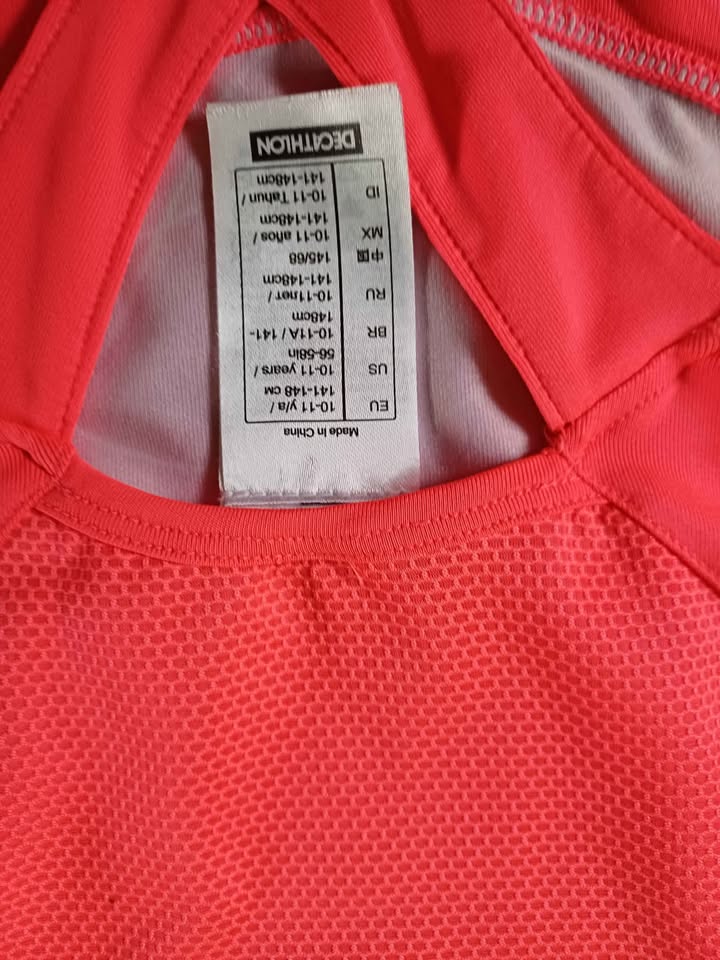 Made in China
EU 10-11 y/a /
141-148 CM
US 10-11 years /
56-58in
BR 10-11A / 141-
148cm
RU 10-11лет /
141-148cm
中国 145/68
MX 10-11 años /
141-148cm
ID 10-11 Tahun /
141-148cm
DECATHLON